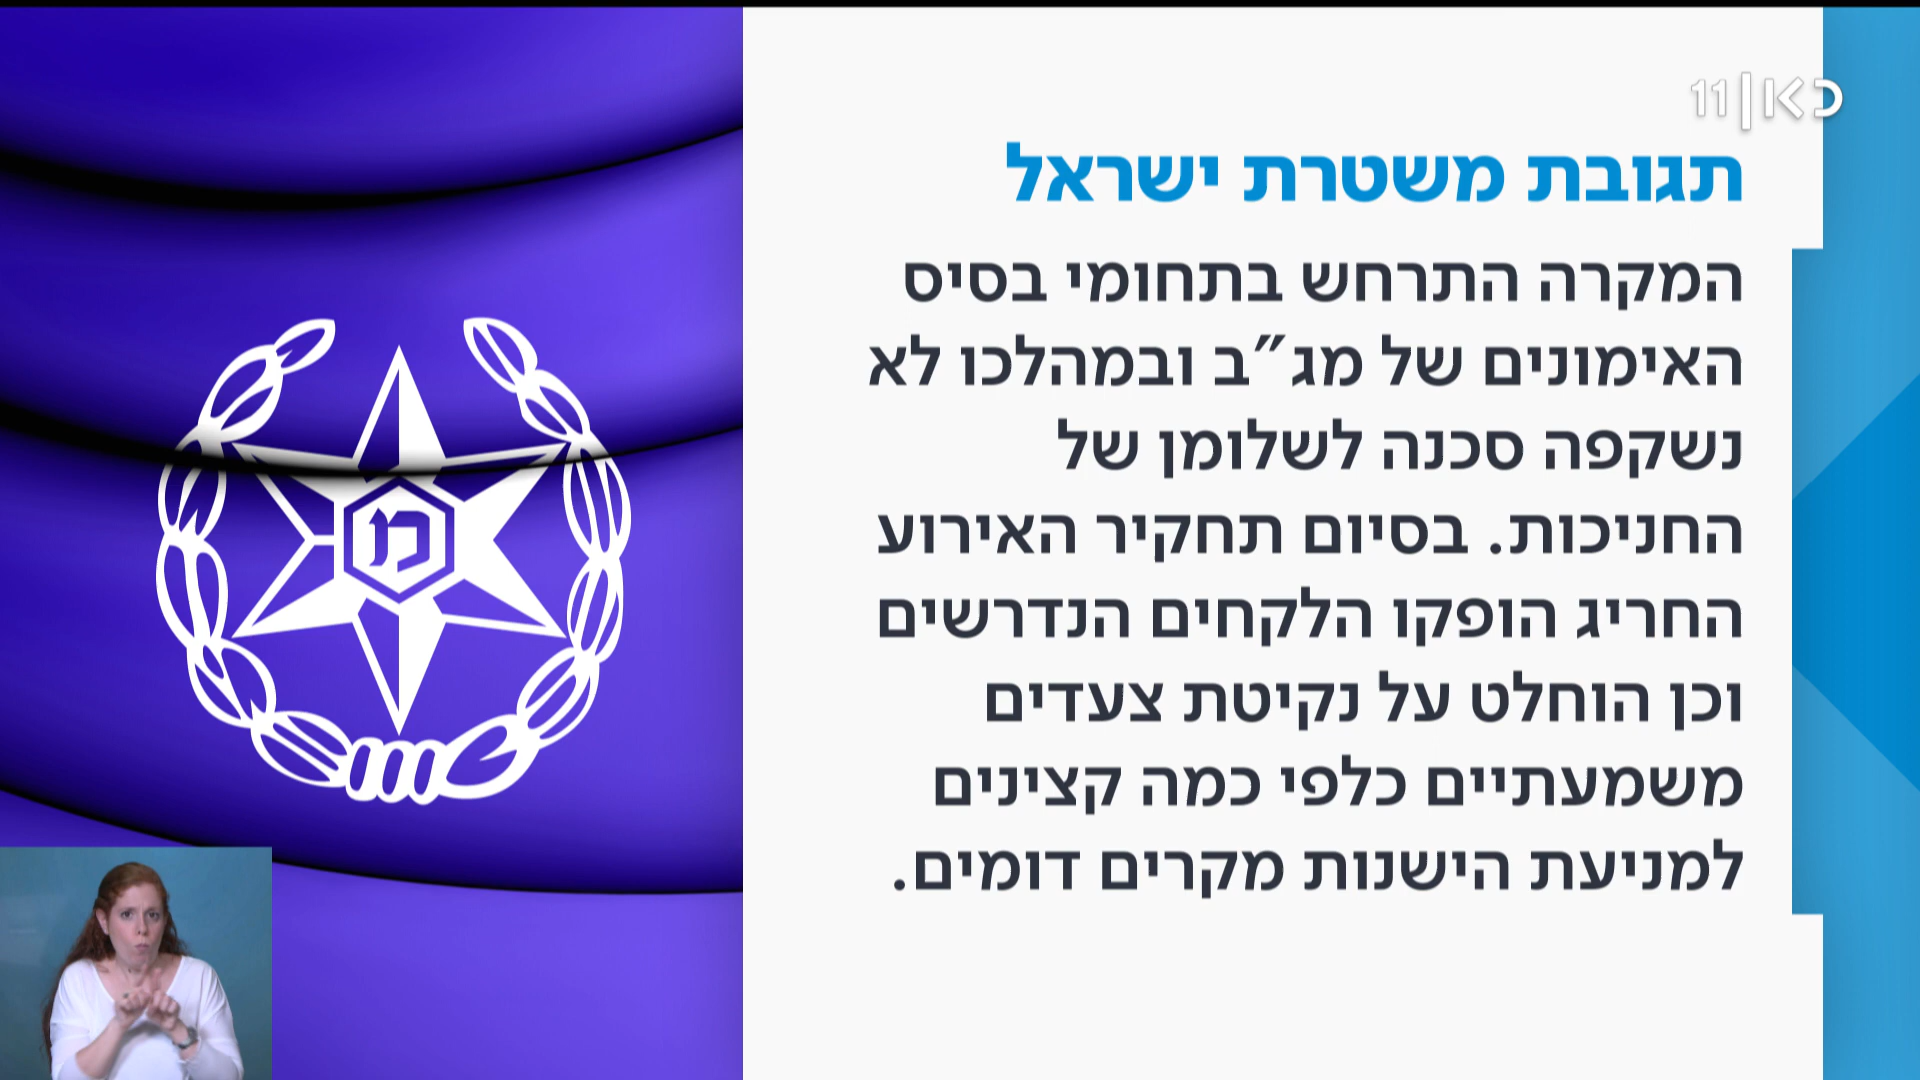 כאן 11
תגובת משטרת ישראל
המקרה התרחש בתחומי בסיס
האימונים של מג״ב ובמהלכו לא
נשקפה סכנה לשלומן של
החניכות. בסיום תחקיר האירוע
החריג הופקו הלקחים הנדרשים
וכן הוחלט על נקיטת צעדים
משמעתיים כלפי כמה קצינים
למניעת הישנות מקרים דומים.
מ